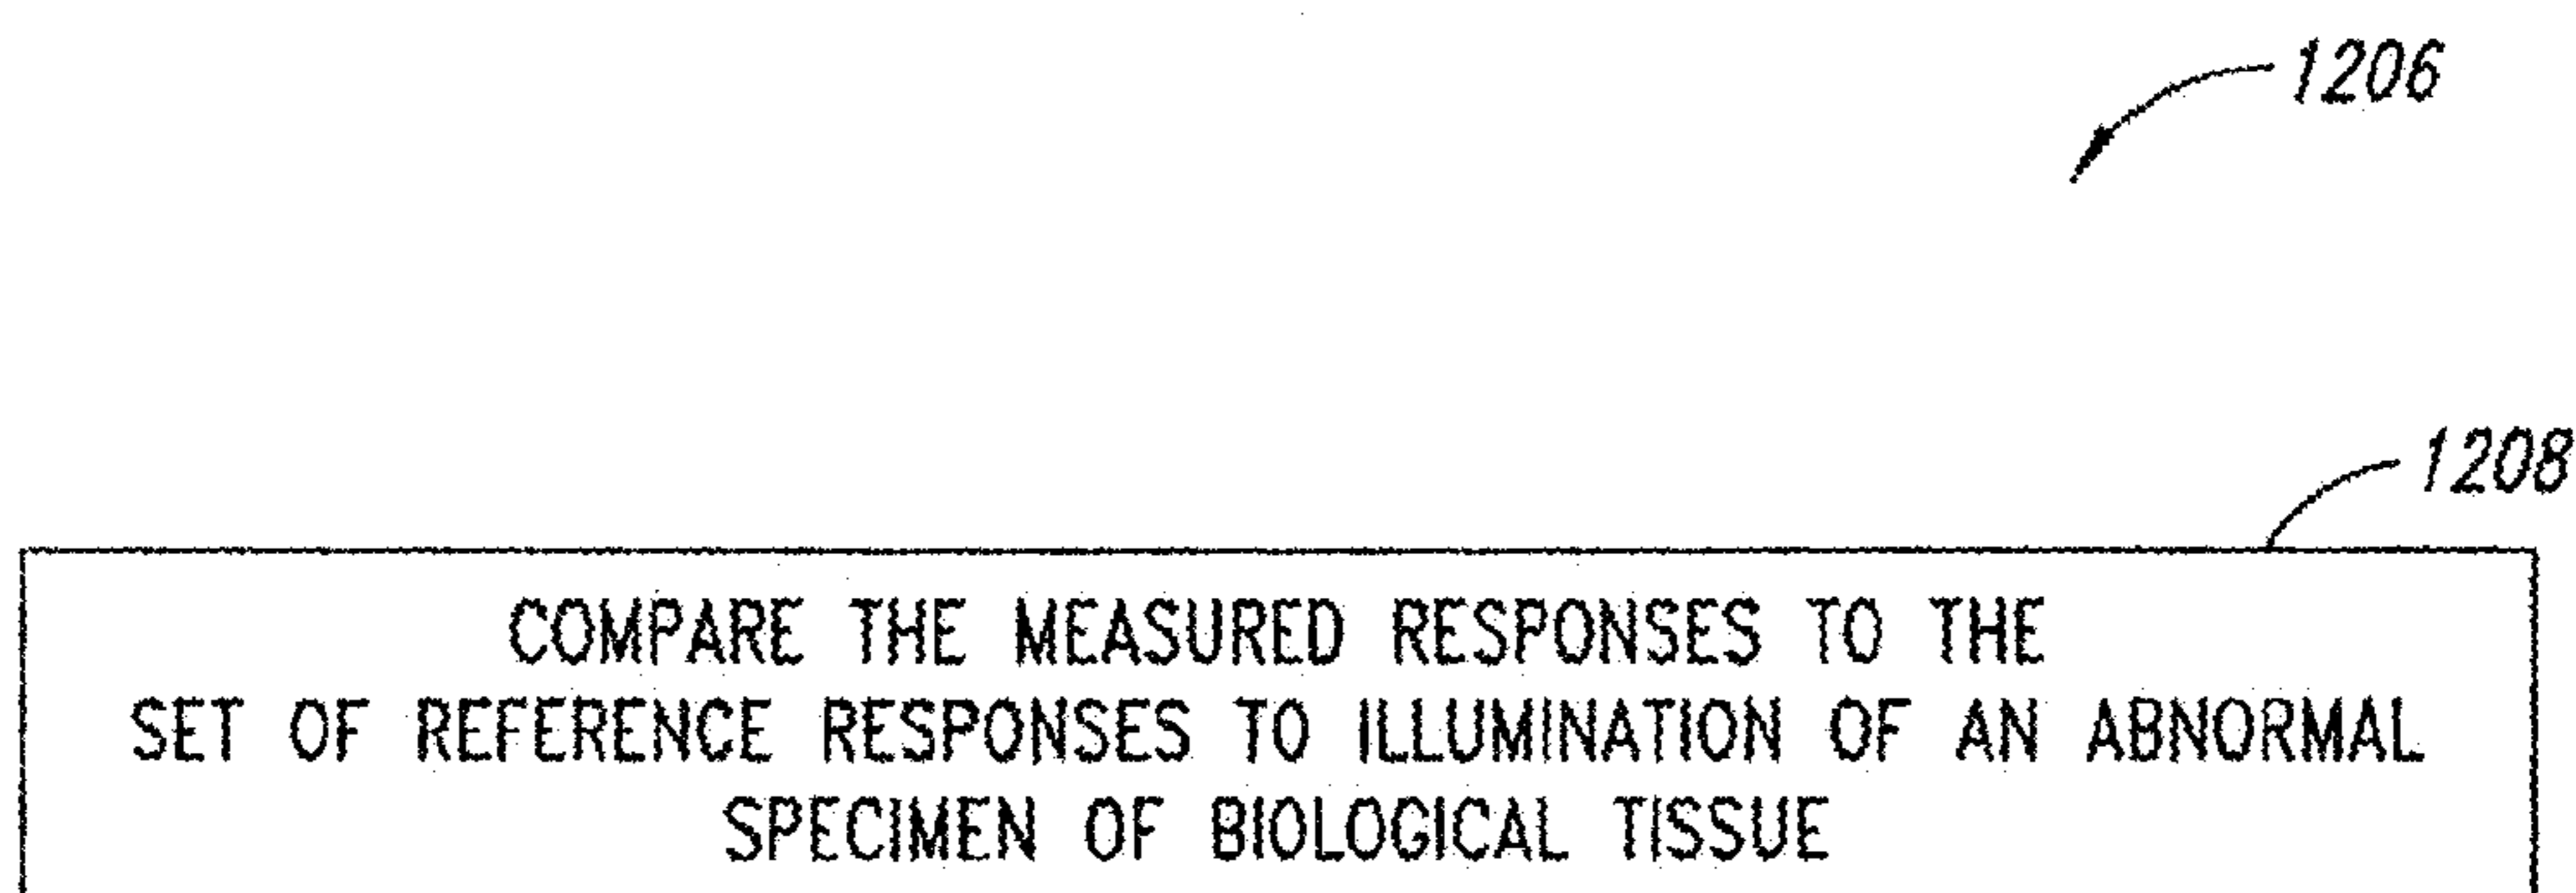 1206
1208
COMPARE THE MEASURED RESPONSES TO THE
SET OF REFERENCE RESPONSES TO ILLUMINATION OF AN ABNORMAL
SPECIMEN OF BIOLOGICAL TISSUE